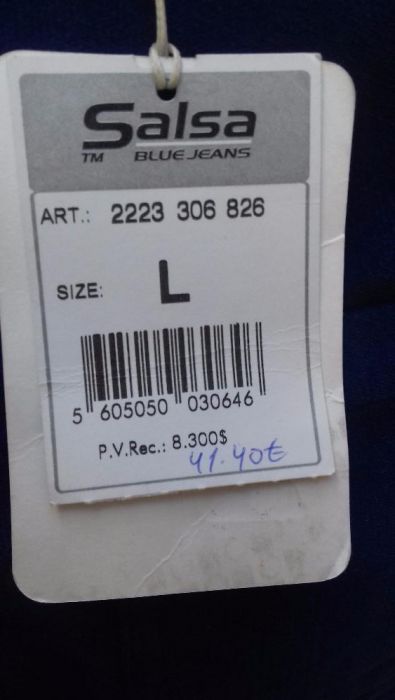 Salsa
TM BLUE JEANS
ART.: 2223 306 826
SIZE: L
5 605050 030646
P.V.Rec.: 8.300$
41.40€